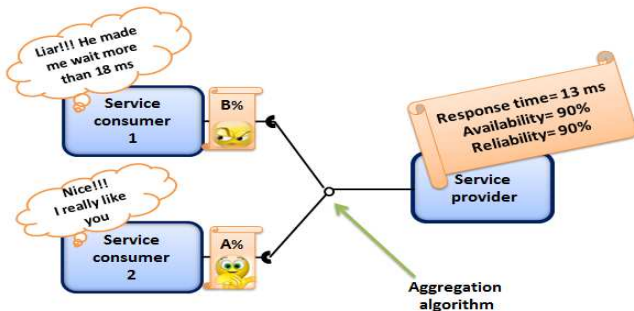 Liar!!! He made
me wait more
than 18 ms
Service
consumer
1
B%
Response time= 13 ms
Availability= 90%
Reliability= 90%
Service
provider
Nice!!!
I really like
you
Service
consumer
2
A%
Aggregation
algorithm